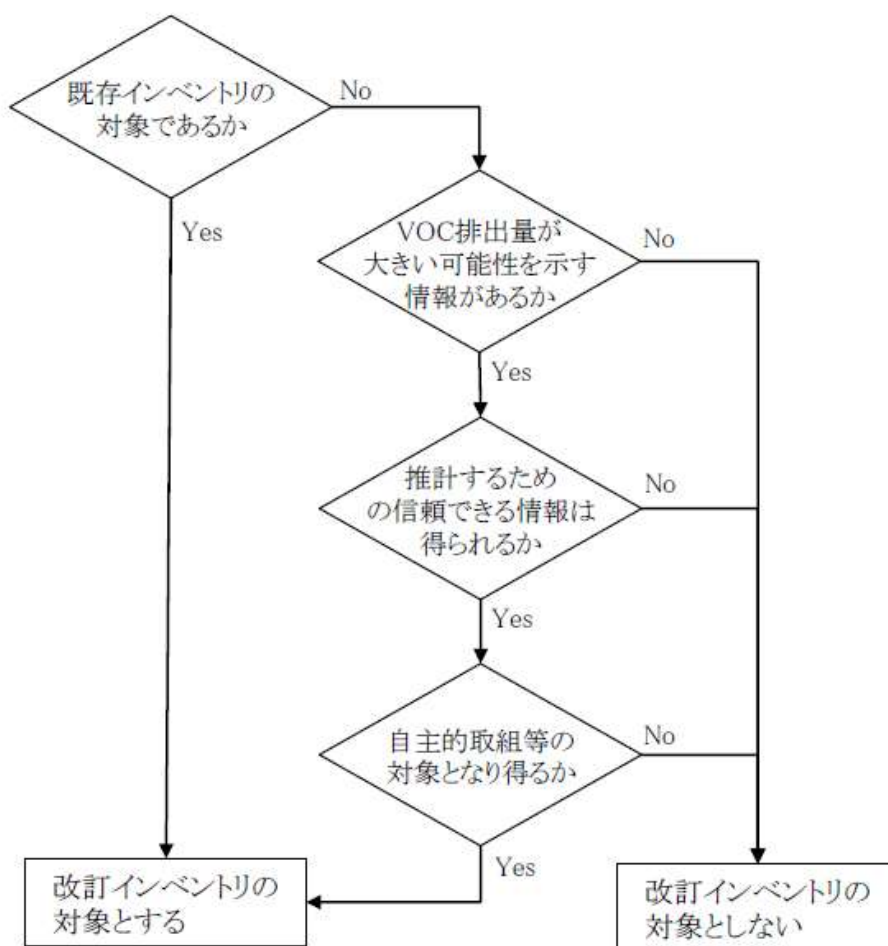 既存インベントリの
対象であるか
No
Yes
VOC排出量が
大きい可能性を示す
情報があるか
No
Yes
推計するため
の信頼できる情報は
得られるか
No
Yes
自主的取組等の
対象となり得るか
No
Yes
改訂インベントリの
対象とする
改訂インベントリの
対象としない